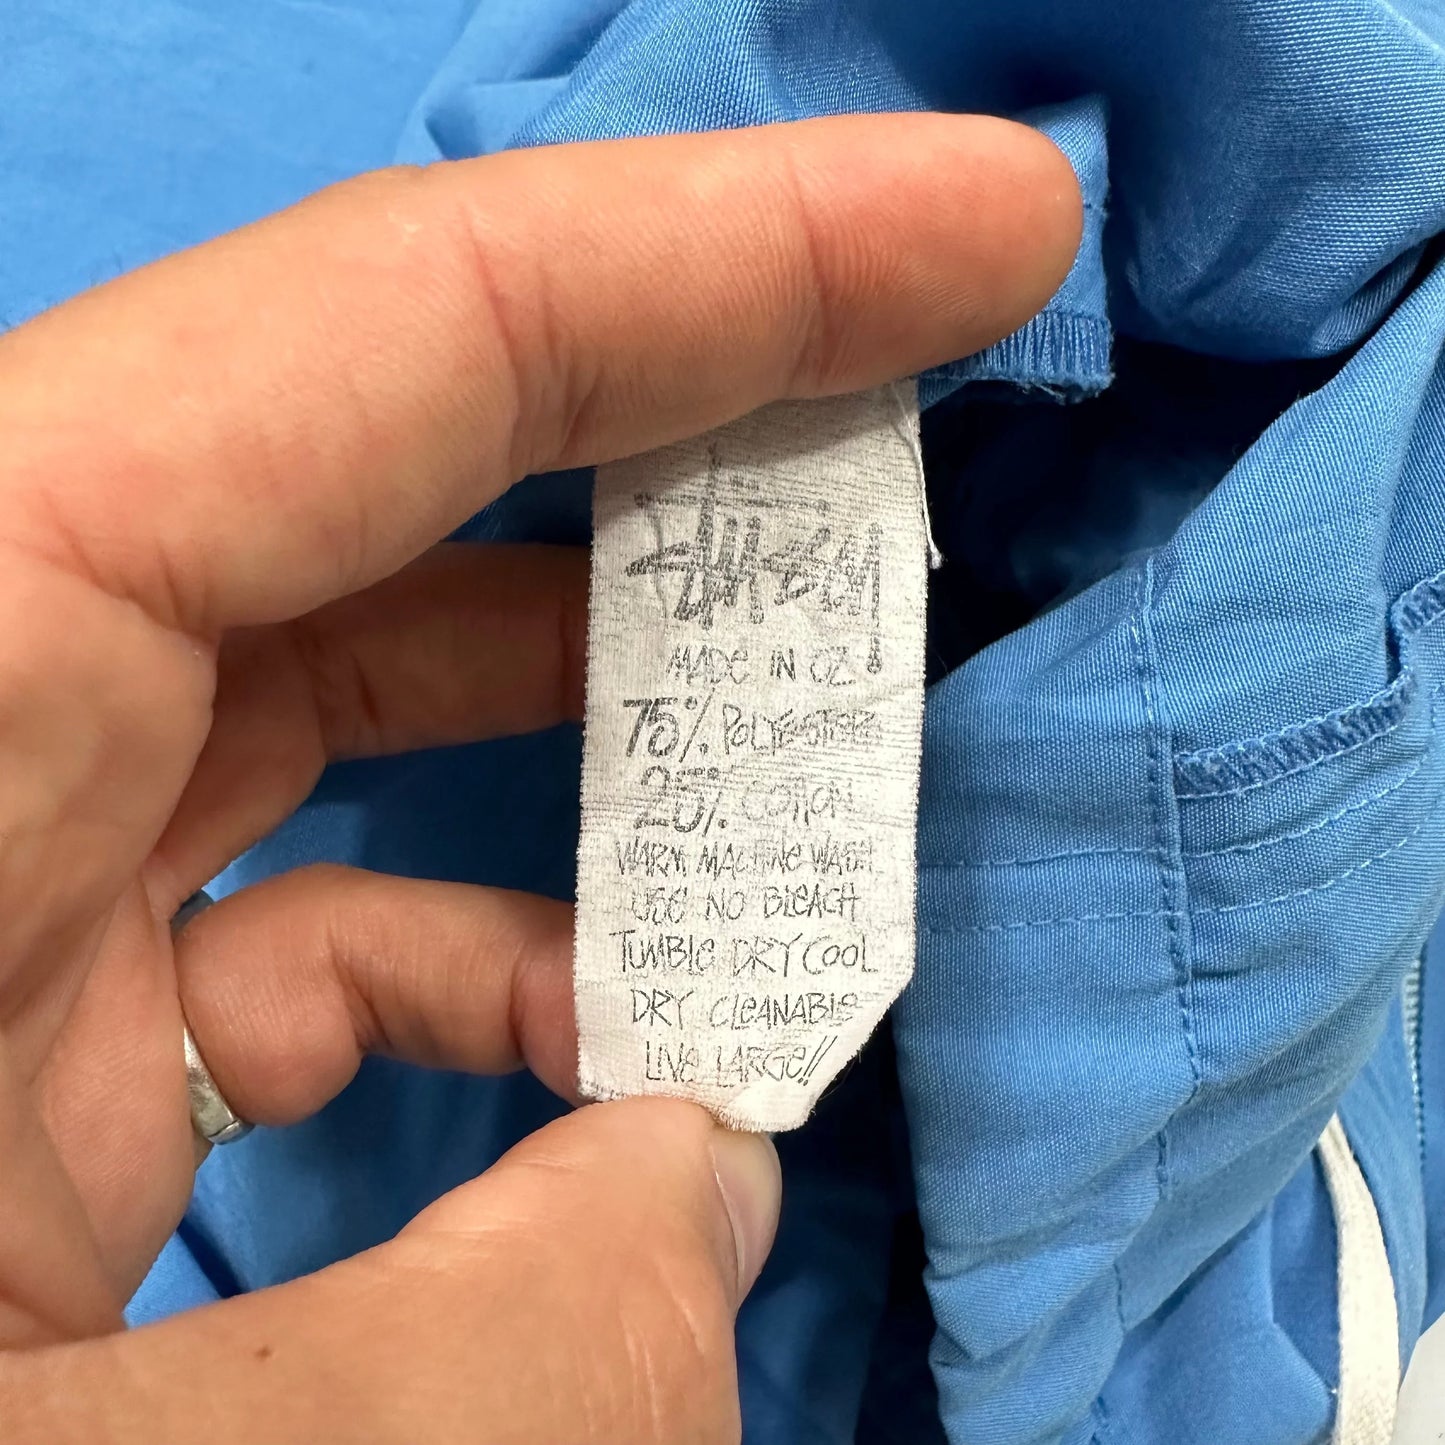 Stüssy
MADE IN OZ
75% POLYESTER
25% COTTON
WARM MACHINE WASH
USE NO BLEACH
TUMBLE DRY COOL
DRY CLEANABLE
LIVE LARGE!!